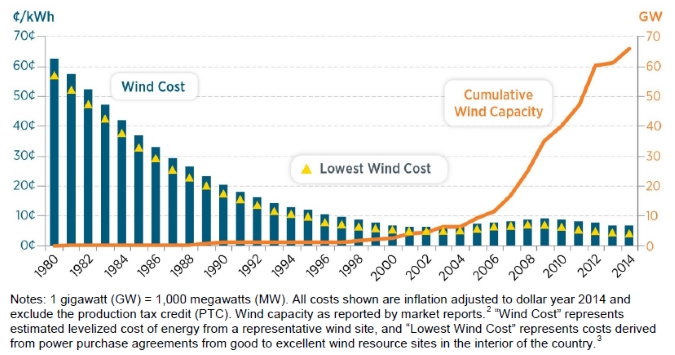 ¢/kWh GW
70¢ 70
60¢ 60
Wind Cost
Cumulative
Wind Capacity
50¢ 50
40¢ 40
30¢ 30
Lowest Wind Cost
20¢ 20
10¢ 10
0¢ 0
1980 1982 1984 1986 1988 1990 1992 1994 1996 1998 2000 2002 2004 2006 2008 2010 2012 2014
Notes: 1 gigawatt (GW) = 1,000 megawatts (MW). All costs shown are inflation adjusted to dollar year 2014 and
exclude the production tax credit (PTC). Wind capacity as reported by market reports.² “Wind Cost” represents
estimated levelized cost of energy from a representative wind site, and “Lowest Wind Cost” represents costs derived
from power purchase agreements from good to excellent wind resource sites in the interior of the country.³